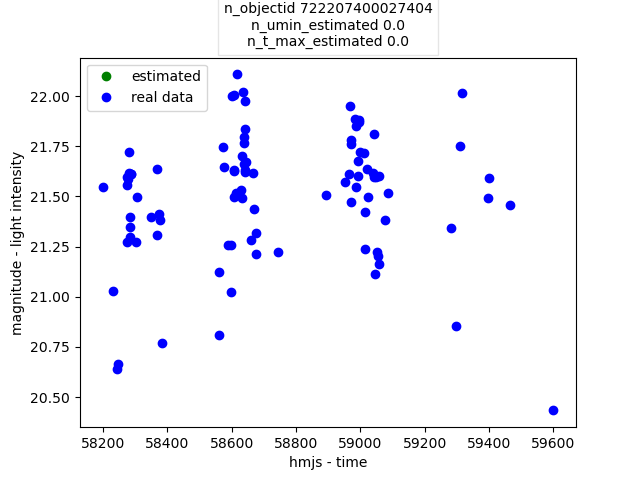 n_objectid 722207400027404
n_umin_estimated 0.0
n_t_max_estimated 0.0
estimated
real data
22.00
21.75
21.50
21.25
21.00
20.75
20.50
magnitude - light intensity
58200 58400 58600 58800 59000 59200 59400 59600
hmjs - time